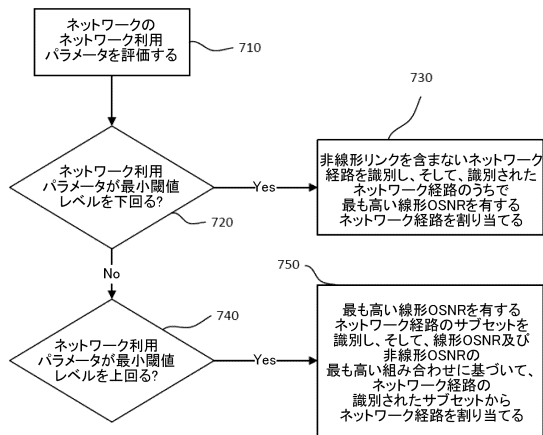 ネットワークの
ネットワーク利用
パラメータを評価する
710
730
ネットワーク利用
パラメータが最小閾値
レベルを下回る?
720
Yes
非線形リンクを含まないネットワーク
経路を識別し、そして、識別された
ネットワーク経路のうちで
最も高い線形OSNRを有する
ネットワーク経路を割り当てる
No
750
740
ネットワーク利用
パラメータが最小閾値
レベルを上回る?
Yes
最も高い線形OSNRを有する
ネットワーク経路のサブセットを
識別し、そして、線形OSNR及び
非線形OSNRの
最も高い組み合わせに基づいて、
ネットワーク経路の
識別されたサブセットから
ネットワーク経路を割り当てる